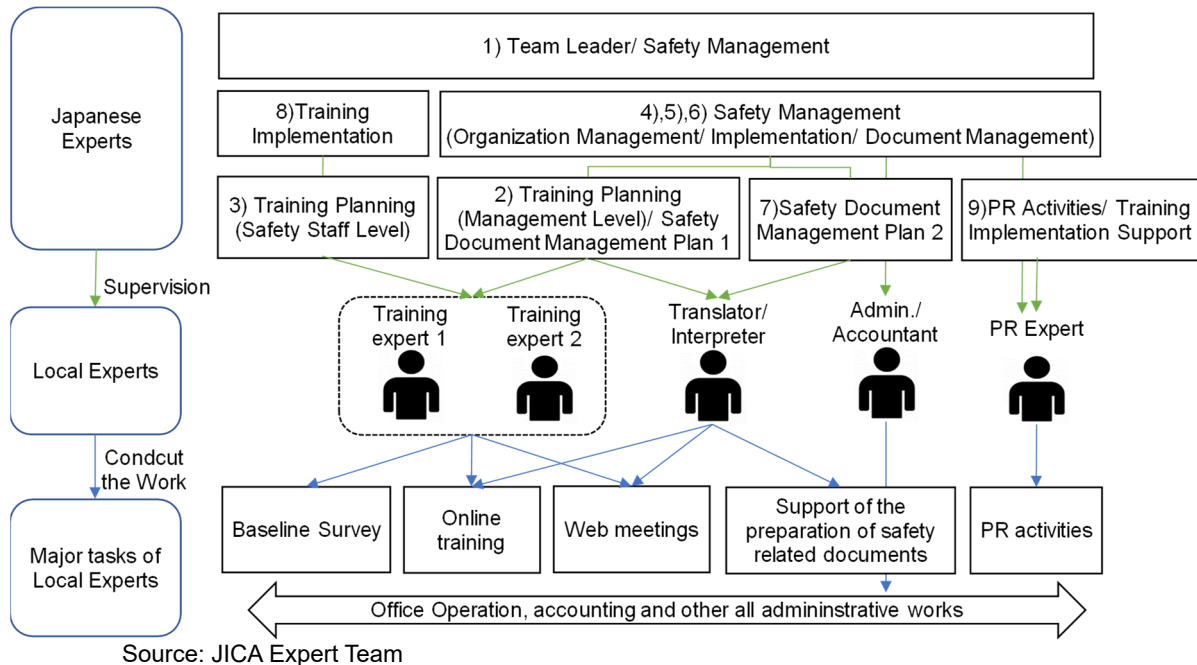 1) Team Leader/ Safety Management
Japanese
Experts
8)Training
Implementation
4),5),6) Safety Management
(Organization Management/ Implementation/ Document Management)
3) Training Planning
(Safety Staff Level)
2) Training Planning
(Management Level)/ Safety
Document Management Plan 1
7)Safety Document
Management Plan 2
9)PR Activities/ Training
Implementation Support
Supervision
Training
expert 1
Training
expert 2
Translator/
Interpreter
Admin./
Accountant
PR Expert
Local Experts
Condcut
the Work
Major tasks of
Local Experts
Baseline Survey
Online
training
Web meetings
Support of the
preparation of safety
related documents
PR activities
Office Operation, accounting and other all admininstrative works
Source: JICA Expert Team